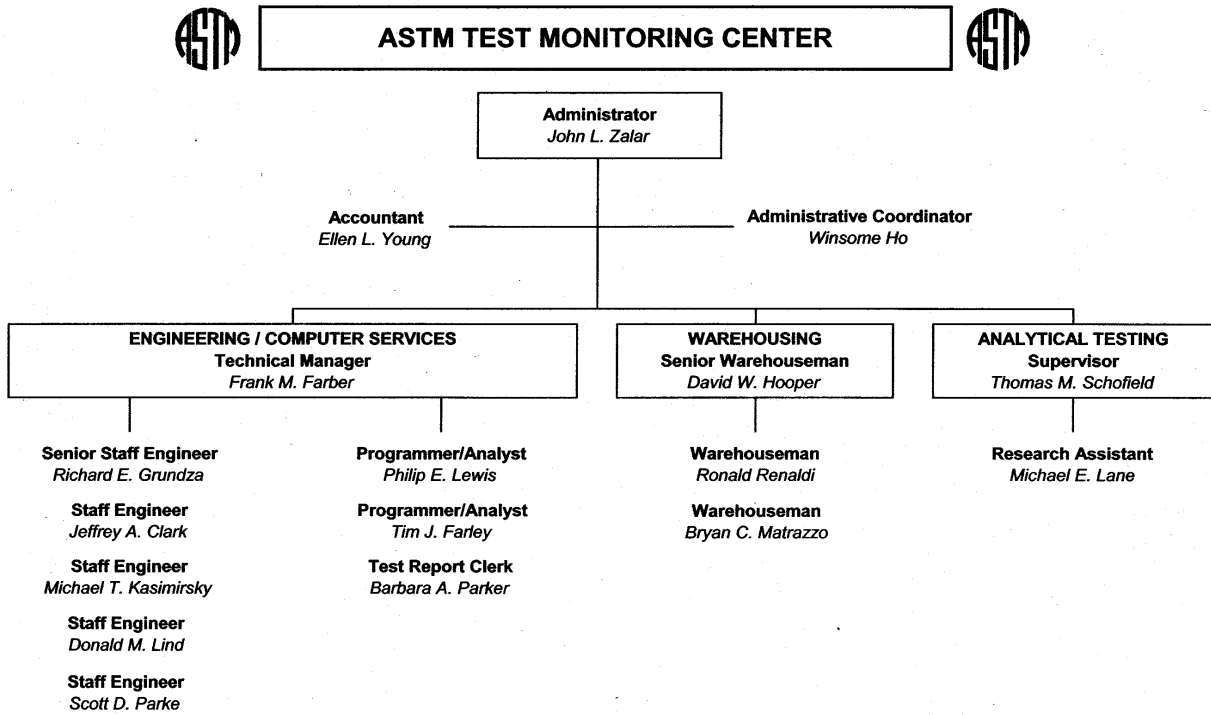 ASTM
ASTM TEST MONITORING CENTER
ASTM
Administrator
John L. Zalar
Accountant
Ellen L. Young
Administrative Coordinator
Winsome Ho
ENGINEERING / COMPUTER SERVICES
Technical Manager
Frank M. Farber
WAREHOUSING
Senior Warehouseman
David W. Hooper
ANALYTICAL TESTING
Supervisor
Thomas M. Schofield
Senior Staff Engineer
Richard E. Grundza
Staff Engineer
Jeffrey A. Clark
Staff Engineer
Michael T. Kasimirsky
Staff Engineer
Donald M. Lind
Staff Engineer
Scott D. Parke
Programmer/Analyst
Philip E. Lewis
Programmer/Analyst
Tim J. Farley
Test Report Clerk
Barbara A. Parker
Warehouseman
Ronald Renaldi
Warehouseman
Bryan C. Matrazzo
Research Assistant
Michael E. Lane